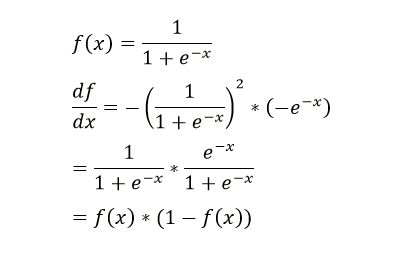 f(x) = 1 / (1 + e^{-x})
df/dx = -(1 / (1 + e^{-x}))^2 * (-e^{-x})
= 1 / (1 + e^{-x}) * e^{-x} / (1 + e^{-x})
= f(x) * (1 - f(x))